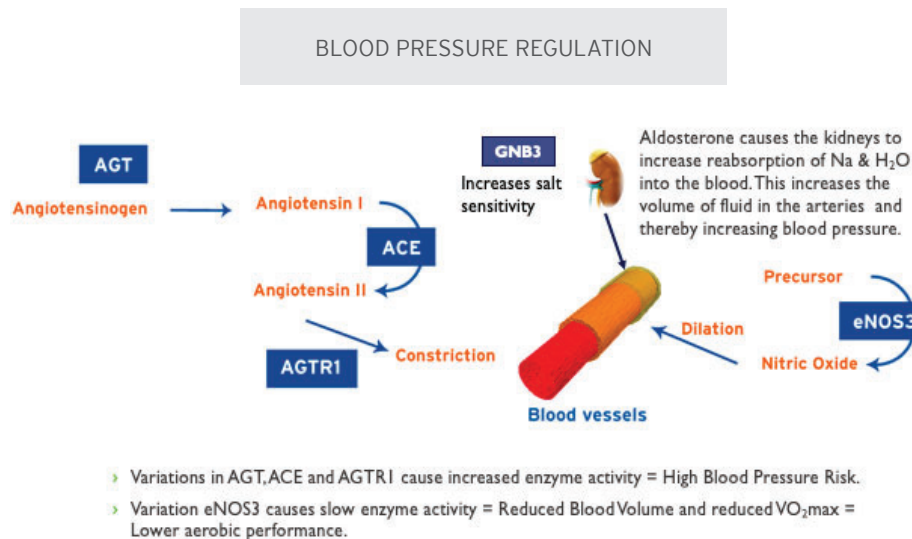 BLOOD PRESSURE REGULATION
AGT
Angiotensinogen
Angiotensin I
ACE
Angiotensin II
AGTR1
Constriction
GNB3
Increases salt
sensitivity
Aldosterone causes the kidneys to
increase reabsorption of Na & H₂O
into the blood. This increases the
volume of fluid in the arteries and
thereby increasing blood pressure.
Precursor
eNOS3
Dilation
Nitric Oxide
Blood vessels
› Variations in AGT, ACE and AGTR1 cause increased enzyme activity = High Blood Pressure Risk.
› Variation eNOS3 causes slow enzyme activity = Reduced Blood Volume and reduced VO₂max =
Lower aerobic performance.